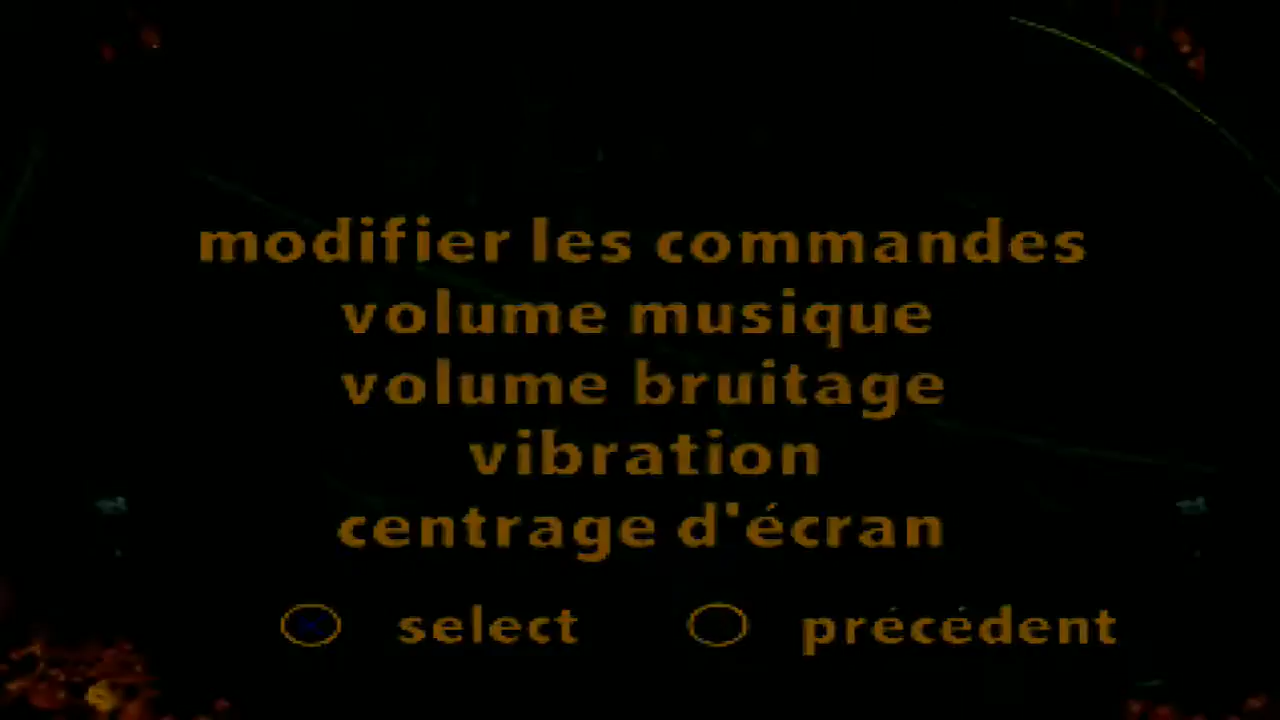 modifier les commandes
volume musique
volume bruitage
vibration
centrage d'écran
select précédent